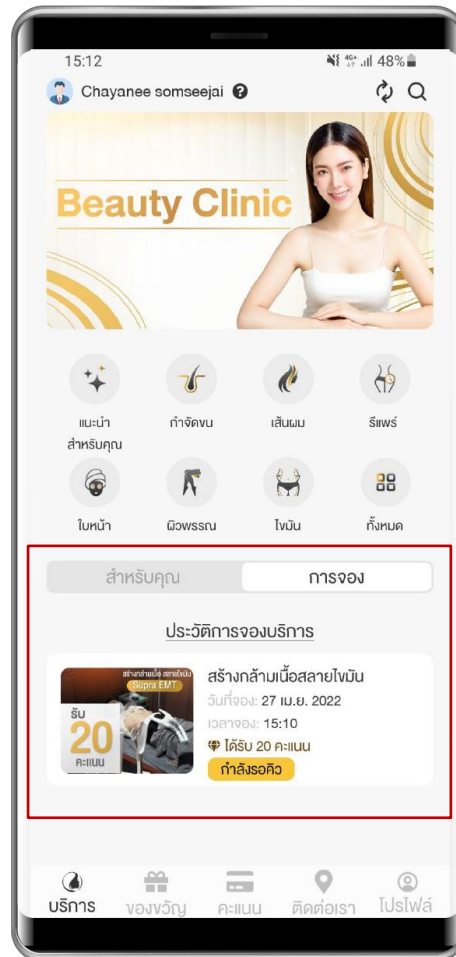 15:12
4G+ 48%
Chayanee somseejai ?
Beauty Clinic
แนะนำ
สำหรับคุณ
กำจัดขน
เส้นผม
รีแพร์
ใบหน้า
ผิวพรรณ
ไขมัน
ทั้งหมด
สำหรับคุณ
การจอง
ประวัติการจองบริการ
สร้างกล้ามเนื้อ สลายไขมัน
Supra EMT
รับ
20
คะแนน
สร้างกล้ามเนื้อสลายไขมัน
วันที่จอง: 27 เม.ย. 2022
เวลาจอง: 15:10
ได้รับ 20 คะแนน
กำลังรอคิว
บริการ
ของขวัญ
คะแนน
ติดต่อเรา
โปรไฟล์